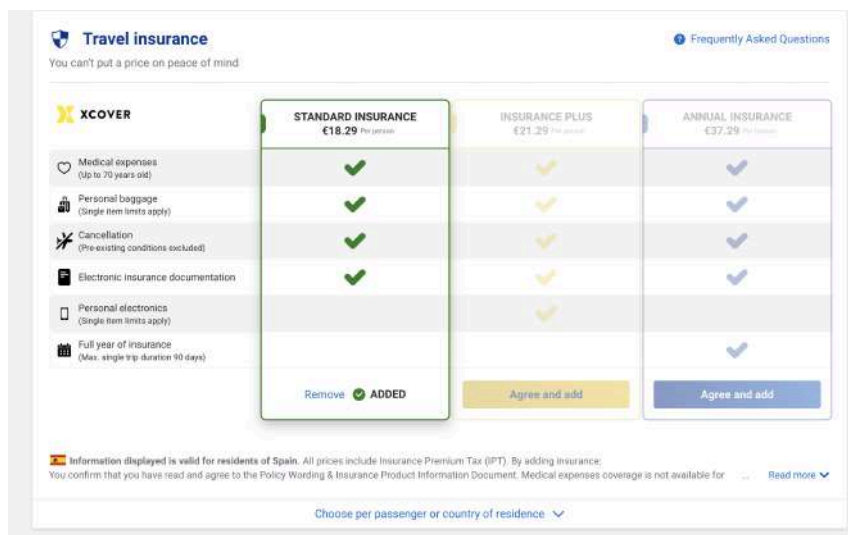 Travel insurance
Frequently Asked Questions
You can't put a price on peace of mind
XCOVER
STANDARD INSURANCE
€18.29 Per person
INSURANCE PLUS
€21.29 Per person
ANNUAL INSURANCE
€37.29 Per person
Medical expenses
(Up to 70 years old)
Personal baggage
(Single item limits apply)
Cancellation
(Pre-existing conditions excluded)
Electronic insurance documentation
Personal electronics
(Single item limits apply)
Full year of insurance
(Max. single trip duration 90 days)
Remove ADDED
Agree and add
Agree and add
Information displayed is valid for residents of Spain. All prices include Insurance Premium Tax (IPT). By adding insurance;
You confirm that you have read and agree to the Policy Wording & Insurance Product Information Document. Medical expenses coverage is not available for ... Read more
Choose per passenger or country of residence